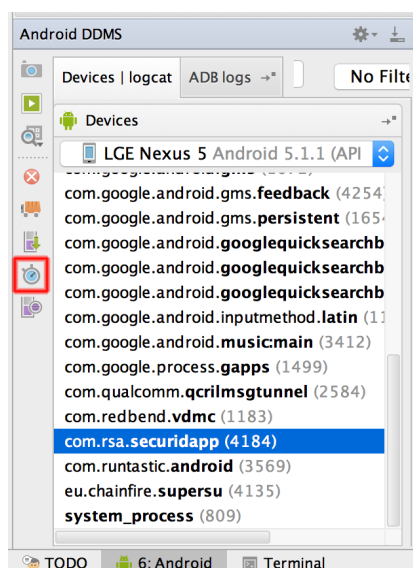 Android DDMS
Devices | logcat ADB logs No Filte
Devices
LGE Nexus 5 Android 5.1.1 (API
com.google.android.gms.feedback (4254
com.google.android.gms.persistent (165
com.google.android.googlequicksearchb
com.google.android.googlequicksearchb
com.google.android.googlequicksearchb
com.google.android.inputmethod.latin (1
com.google.android.music:main (3412)
com.google.process.gapps (1499)
com.qualcomm.qcrilmsgtunnel (2584)
com.redbend.vdmc (1183)
com.rsa.securidapp (4184)
com.runtastic.android (3569)
eu.chainfire.supersu (4135)
system_process (809)
TODO 6: Android Terminal